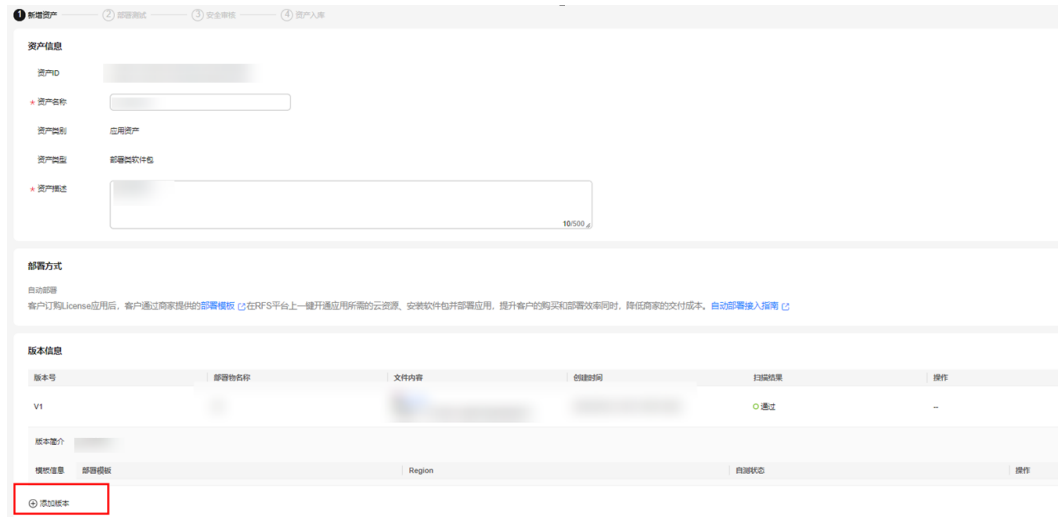 1 新增资产 2 部署测试 3 安全审核 4 资产入库
资产信息
资产ID
* 资产名称
资产类别 应用资产
资产类型 部署类软件包
* 资产描述
10/500
部署方式
自动部署
客户订购License应用后，客户通过商家提供的部署模板在RFS平台上一键开通应用所需的云资源、安装软件包并部署应用，提升客户的购买和部署效率同时，降低商家的交付成本。自动部署接入指南
版本信息
版本号 部署物名称 文件内容 创建时间 扫描结果 操作
V1 通过 --
版本简介
模板信息 部署模板 Region 自测状态 操作
添加版本